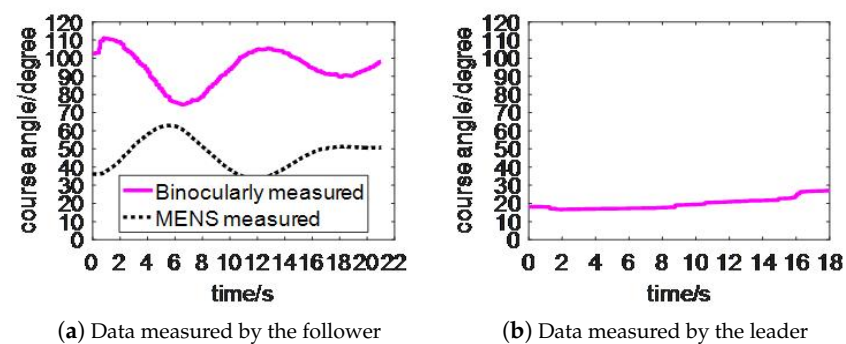 120
110
100
90
80
70
60
50
40
30
20
10
0
course angle/degree
Binocularly measured
MENS measured
0 2 4 6 8 10 12 14 16 18 20 22
time/s
(a) Data measured by the follower
120
110
100
90
80
70
60
50
40
30
20
10
0
course angle/degree
0 2 4 6 8 10 12 14 16 18
time/s
(b) Data measured by the leader